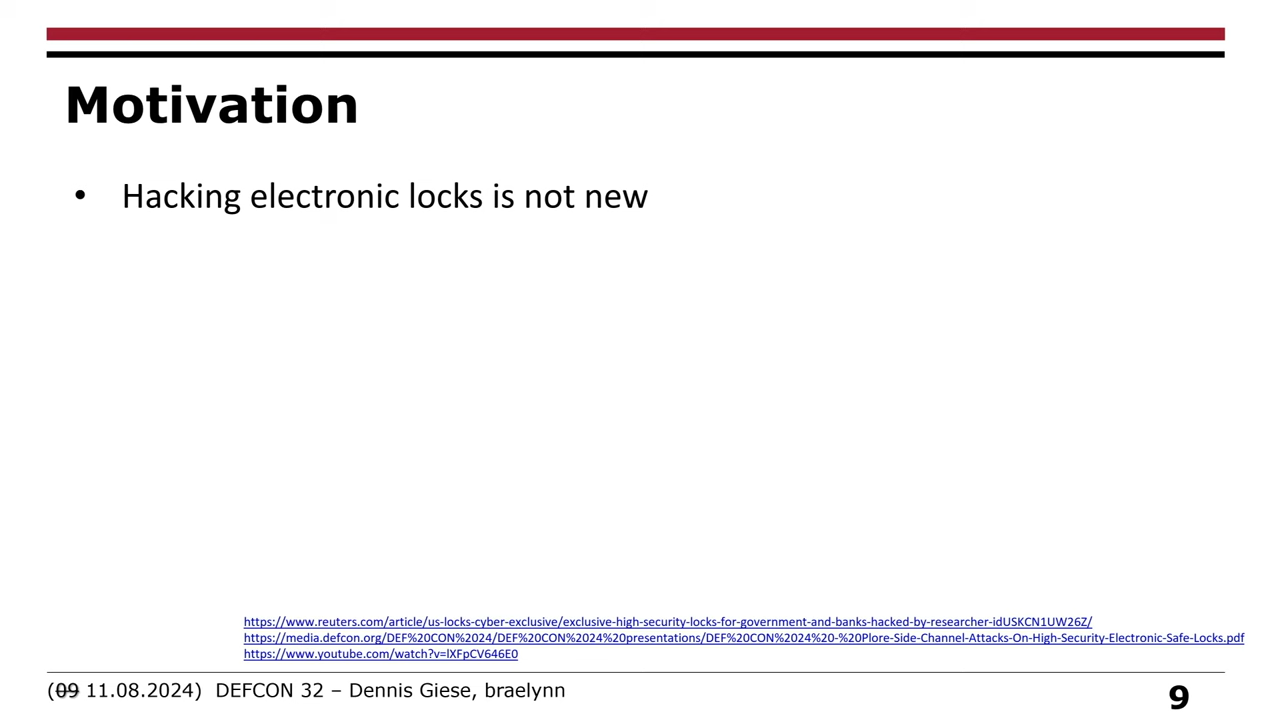 Motivation
• Hacking electronic locks is not new
https://www.reuters.com/article/us-locks-cyber-exclusive/exclusive-high-security-locks-for-government-and-banks-hacked-by-researcher-idUSKCN1UW26Z/
https://media.defcon.org/DEF%20CON%2024/DEF%20CON%2024%20presentations/DEF%20CON%2024%20-%20Plore-Side-Channel-Attacks-On-High-Security-Electronic-Safe-Locks.pdf
https://www.youtube.com/watch?v=lXFpCV646E0
(09 11.08.2024) DEFCON 32 – Dennis Giese, braelynn
9